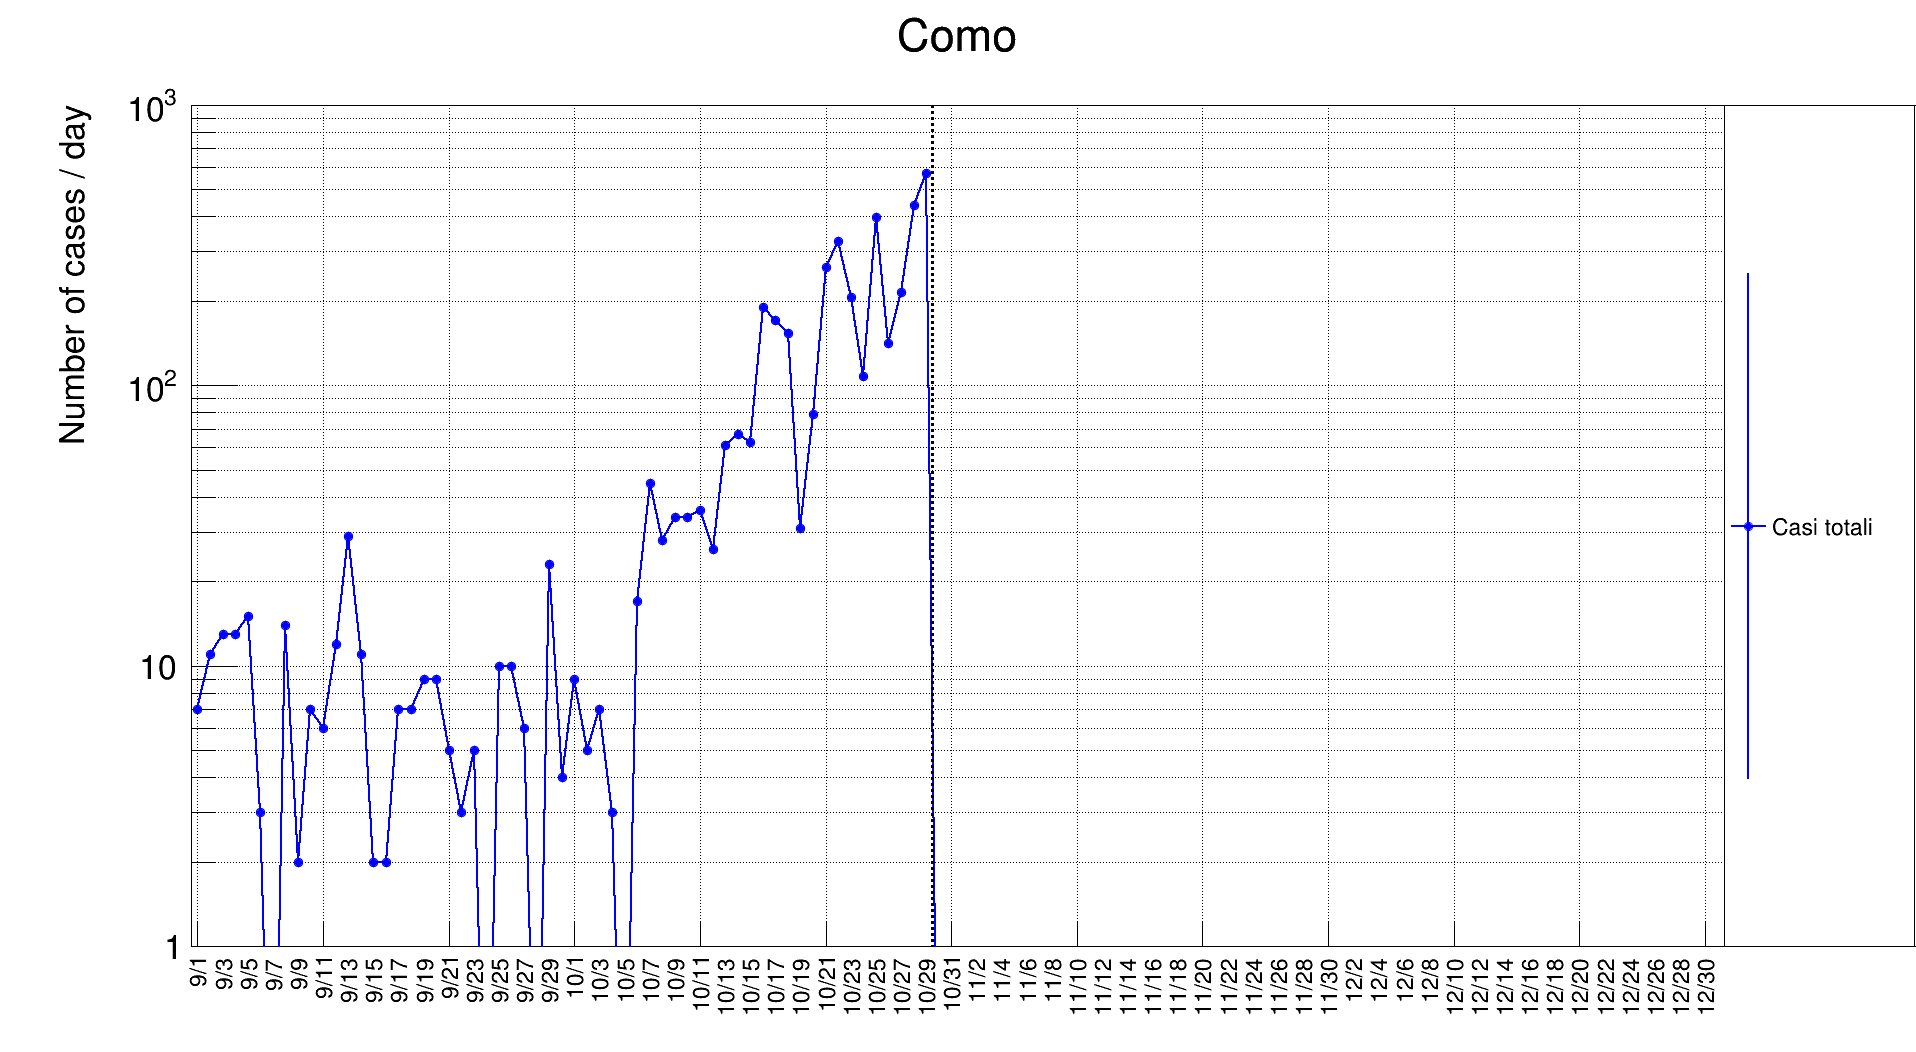 Como
Number of cases / day
10³
10²
10
1
9/1 9/3 9/5 9/7 9/9 9/11 9/13 9/15 9/17 9/19 9/21 9/23 9/25 9/27 9/29 10/1 10/3 10/5 10/7 10/9 10/11 10/13 10/15 10/17 10/19 10/21 10/23 10/25 10/27 10/29 10/31 11/2 11/4 11/6 11/8 11/10 11/12 11/14 11/16 11/18 11/20 11/22 11/24 11/26 11/28 11/30 12/2 12/4 12/6 12/8 12/10 12/12 12/14 12/16 12/18 12/20 12/22 12/24 12/26 12/28 12/30
Casi totali